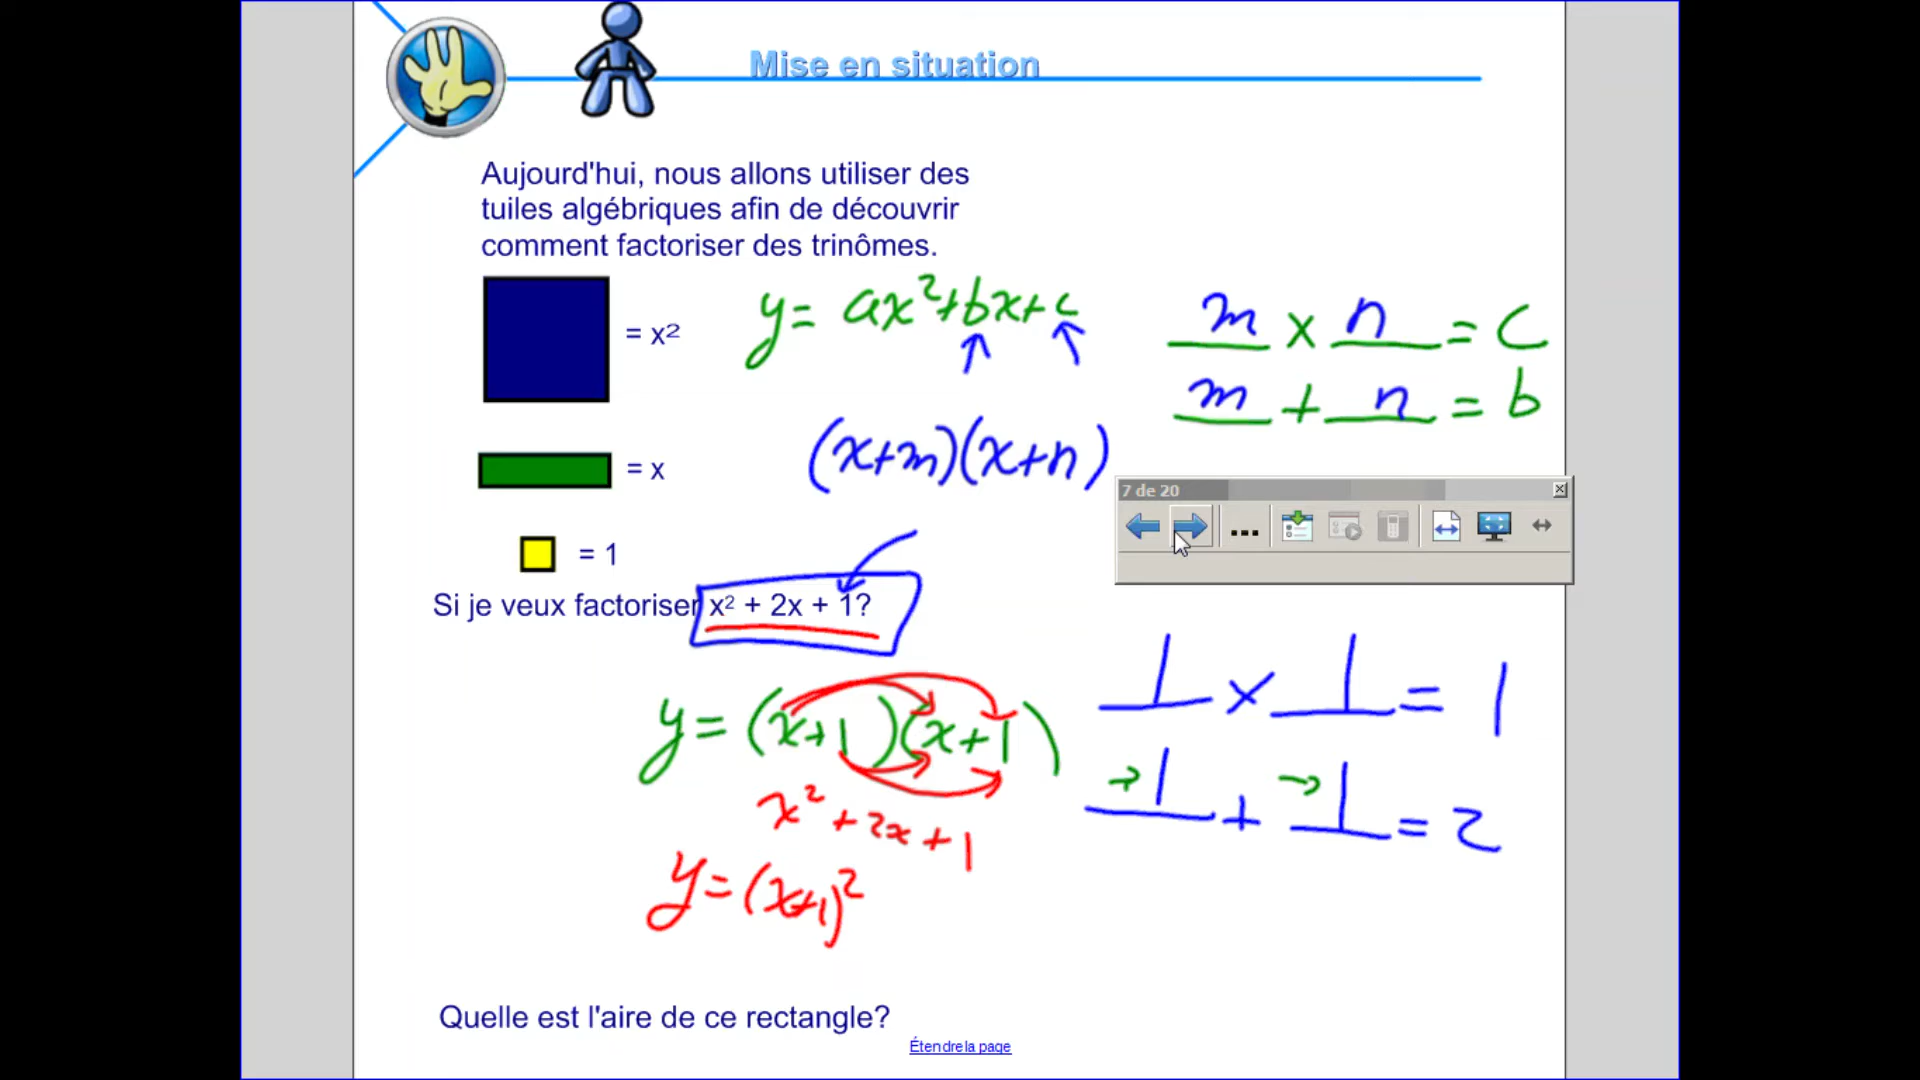 Mise en situation
Aujourd'hui, nous allons utiliser des
tuiles algébriques afin de découvrir
comment factoriser des trinômes.
= x²
y = ax²+bx+c
m x n = c
m + n = b
(x+m)(x+n)
= x
7 de 20
= 1
Si je veux factoriser x² + 2x + 1?
y = (x+1)(x+1)
1 x 1 = 1
1 + 1 = 2
x² + 2x + 1
y = (x+1)²
Quelle est l'aire de ce rectangle?
Étendre la page